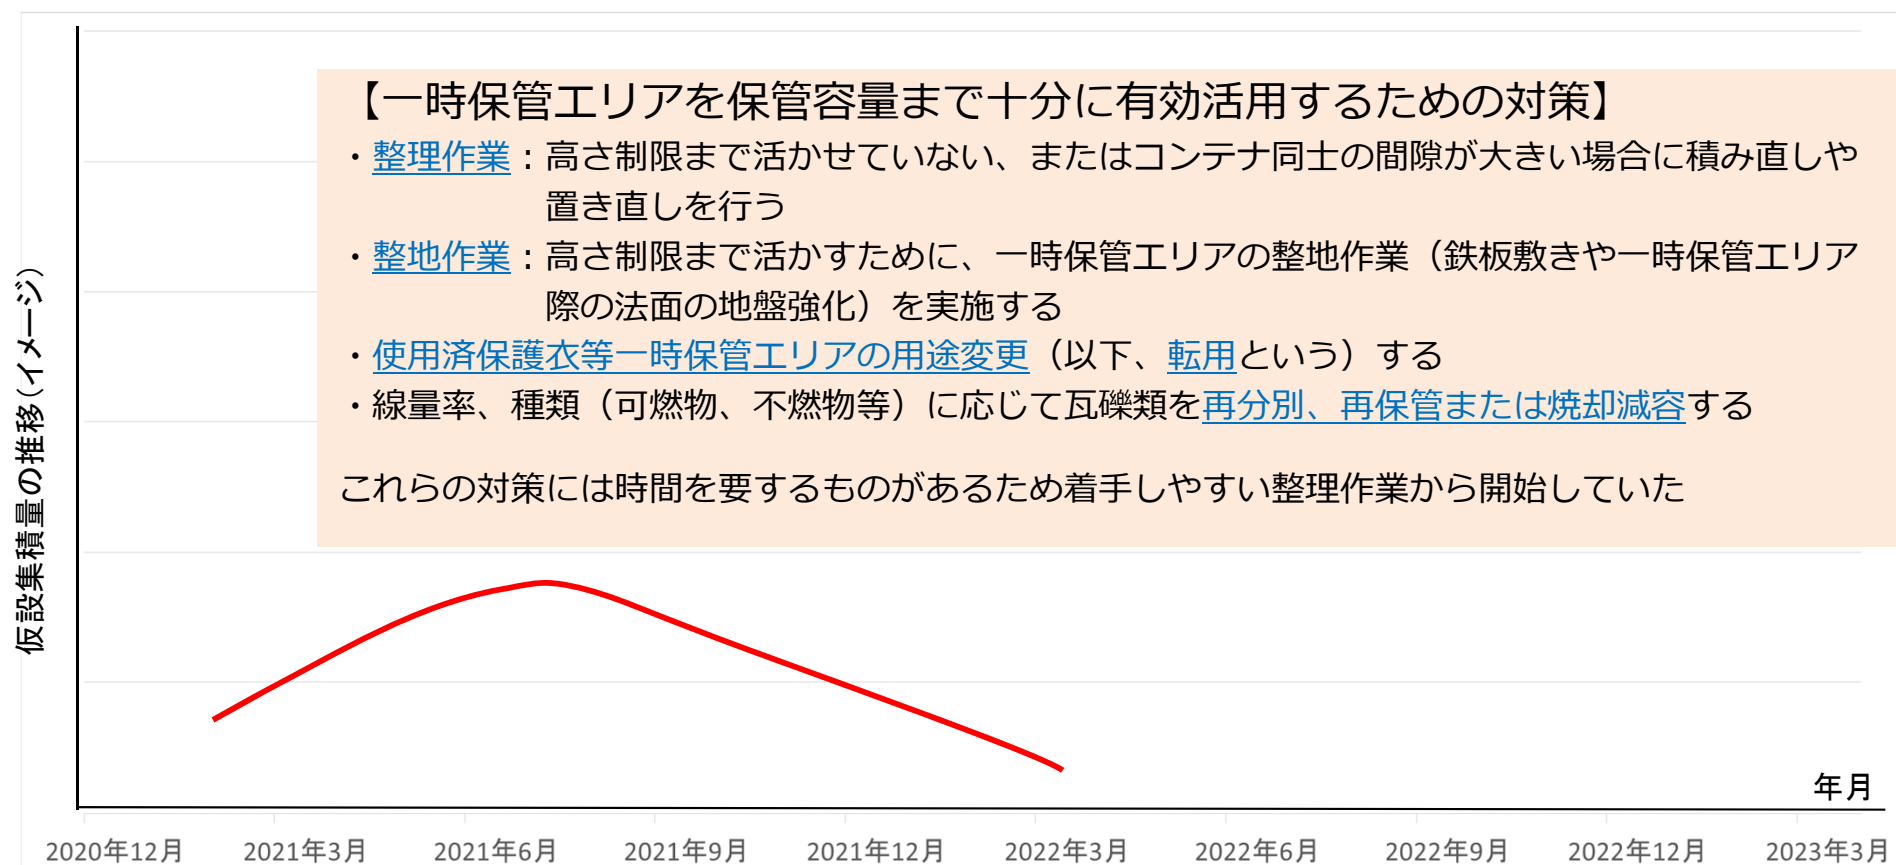 【一時保管エリアを保管容量まで十分に有効活用するための対策】
・整理作業：高さ制限まで活かせていない、またはコンテナ同士の間隙が大きい場合に積み直しや
置き直しを行う
・整地作業：高さ制限まで活かすために、一時保管エリアの整地作業（鉄板敷きや一時保管エリア
際の法面の地盤強化）を実施する
・使用済保護衣等一時保管エリアの用途変更（以下、転用という）する
・線量率、種類（可燃物、不燃物等）に応じて瓦礫類を再分別、再保管または焼却減容する
これらの対策には時間を要するものがあるため着手しやすい整理作業から開始していた
仮設集積量の推移（イメージ）
年月
2020年12月 2021年3月 2021年6月 2021年9月 2021年12月 2022年3月 2022年6月 2022年9月 2022年12月 2023年3月